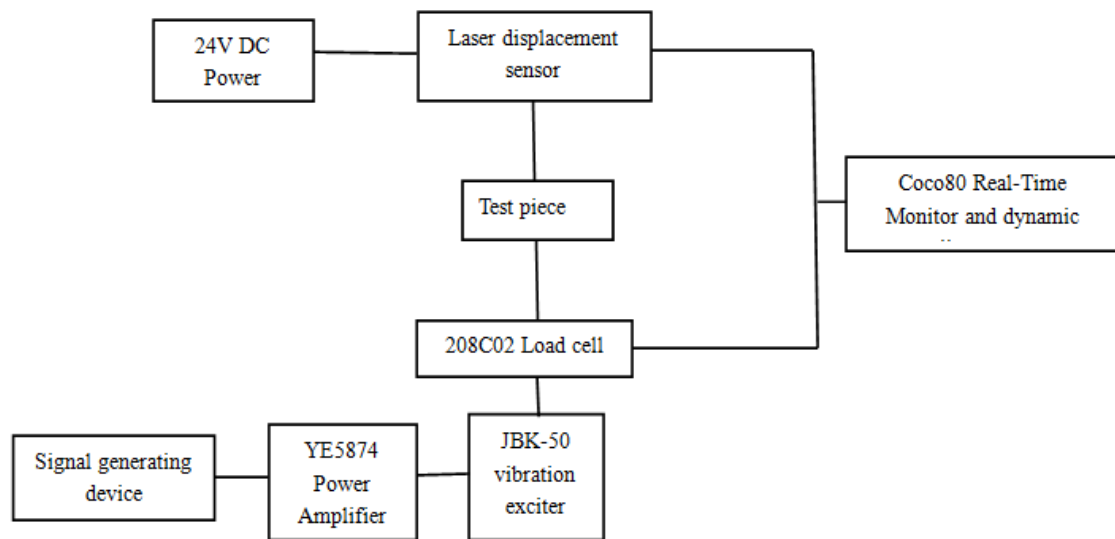 24V DC
Power
Laser displacement
sensor
Test piece
Coco80 Real-Time
Monitor and dynamic
208C02 Load cell
Signal generating
device
YE5874
Power
Amplifier
JBK-50
vibration
exciter